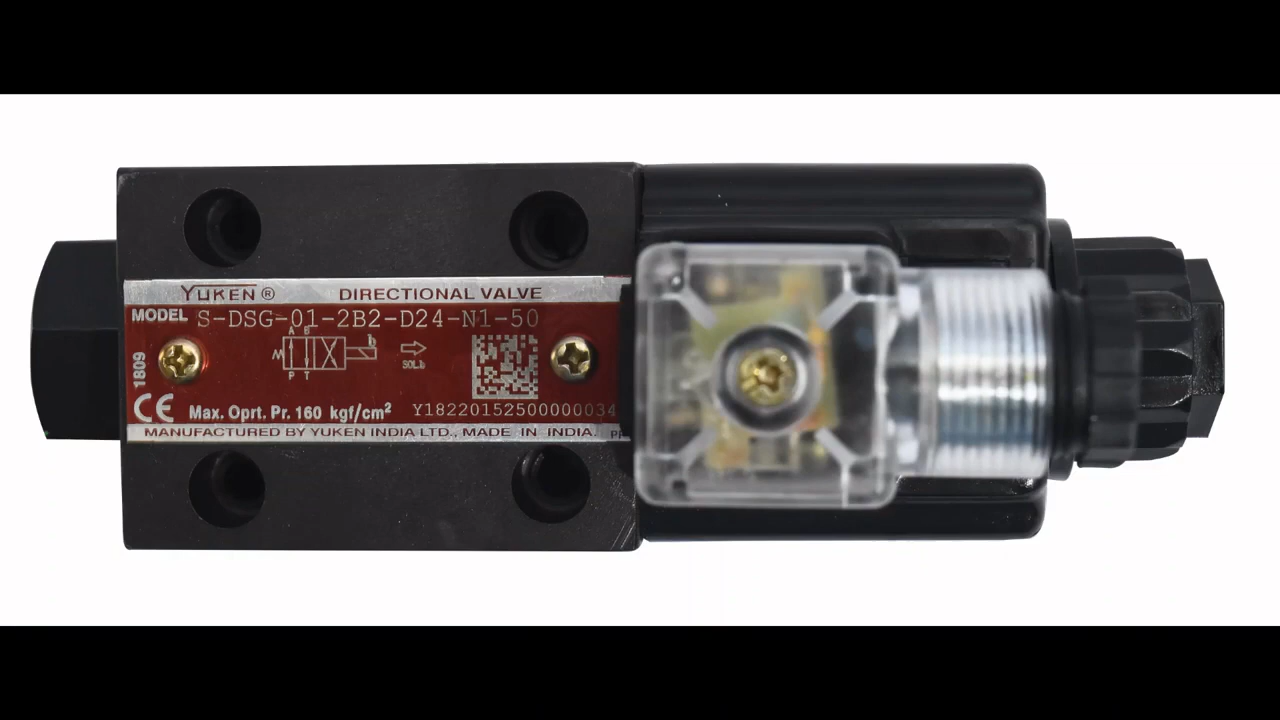 YUKEN ® DIRECTIONAL VALVE
MODEL S-DSG-01-2B2-D24-N1-50
A B
b
P T
SOL.b
1809
CE Max. Oprt. Pr. 160 kgf/cm²
Y18220152500000034
MANUFACTURED BY YUKEN INDIA LTD., MADE IN INDIA.